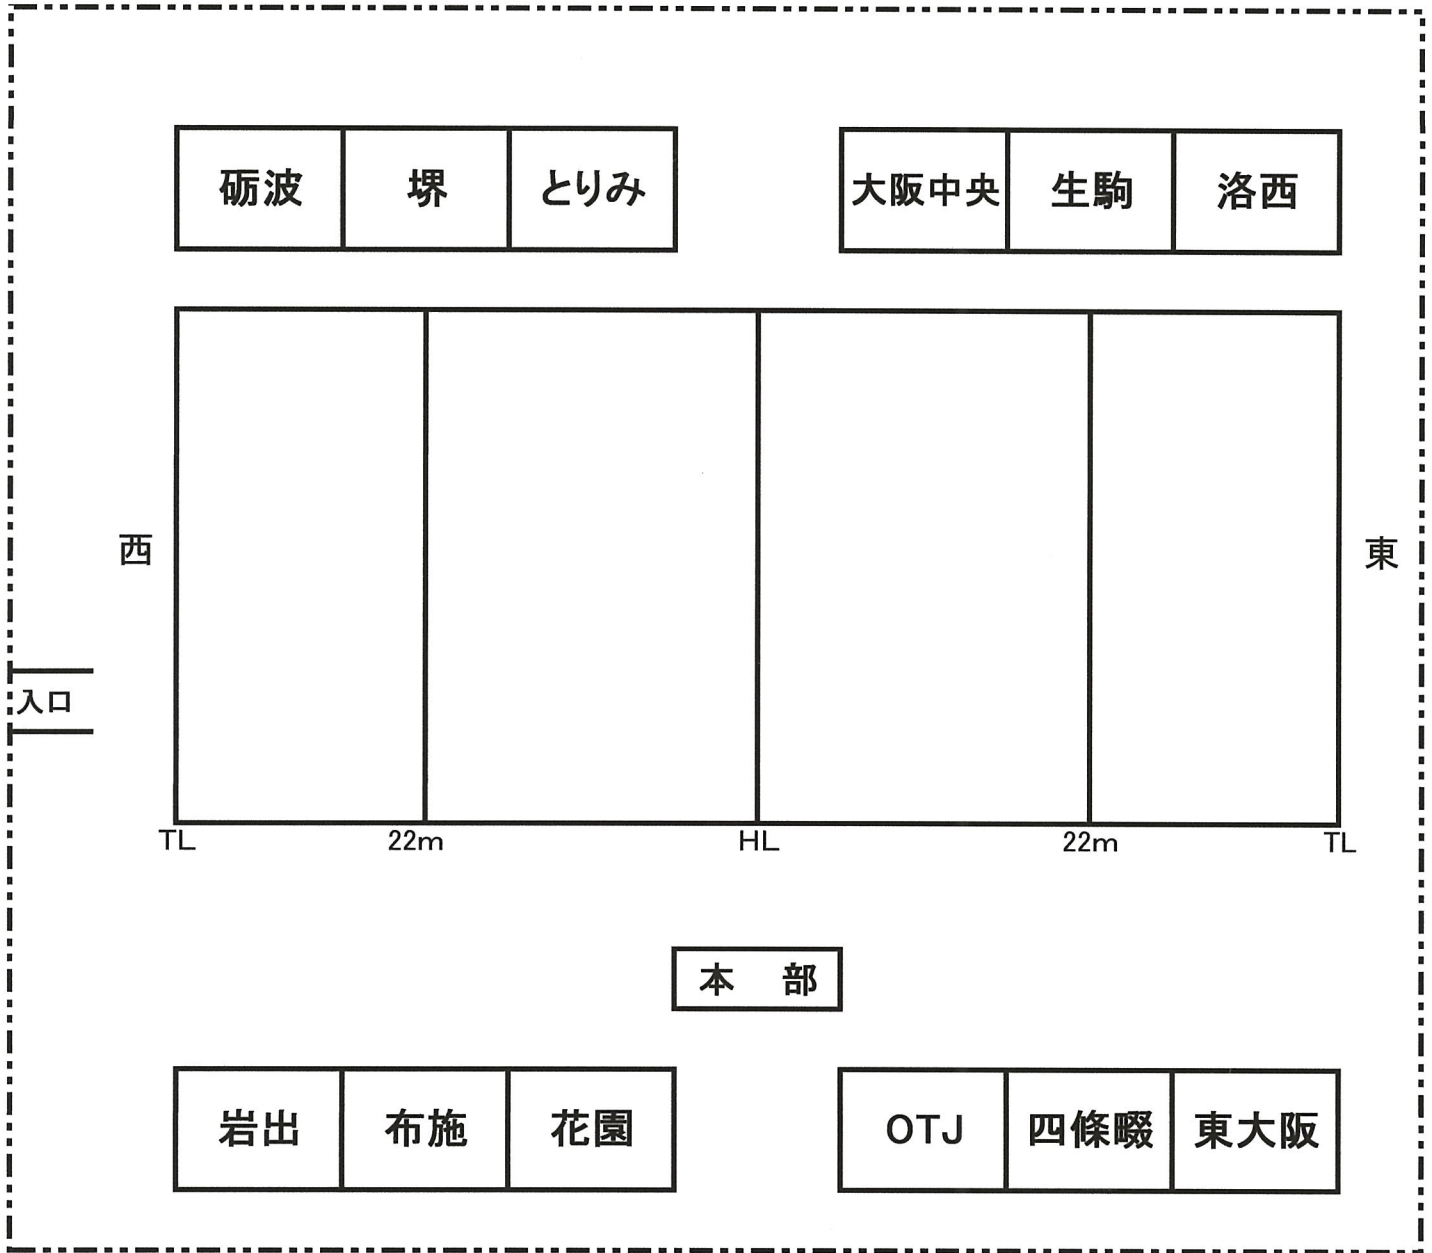 砺波 堺 とりみ 大阪中央 生駒 洛西
西 東
入口
TL 22m HL 22m TL
本 部
岩出 布施 花園 OTJ 四條畷 東大阪